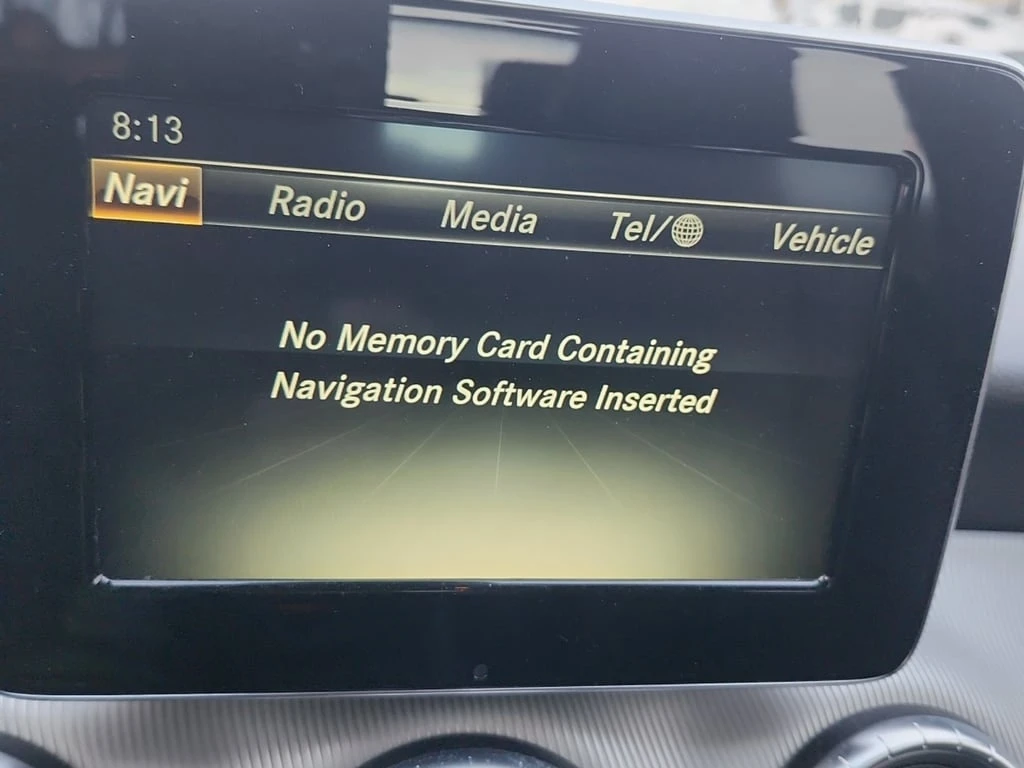 8:13
Navi Radio Media Tel/ Vehicle
No Memory Card Containing
Navigation Software Inserted